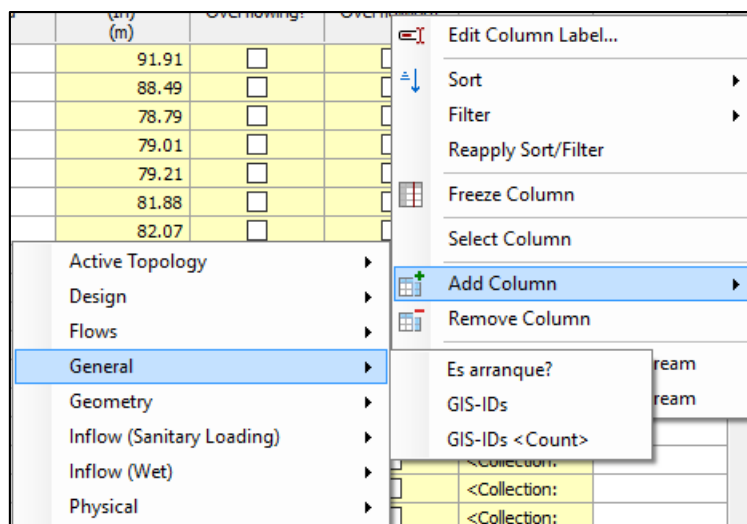 (m)
91.91
88.49
78.79
79.01
79.21
81.88
82.07
Edit Column Label...
Sort
Filter
Reapply Sort/Filter
Freeze Column
Select Column
Add Column
Remove Column
ream
ream
Active Topology
Design
Flows
General
Geometry
Inflow (Sanitary Loading)
Inflow (Wet)
Physical
Es arranque?
GIS-IDs
GIS-IDs <Count>
<Collection:
<Collection:
<Collection: